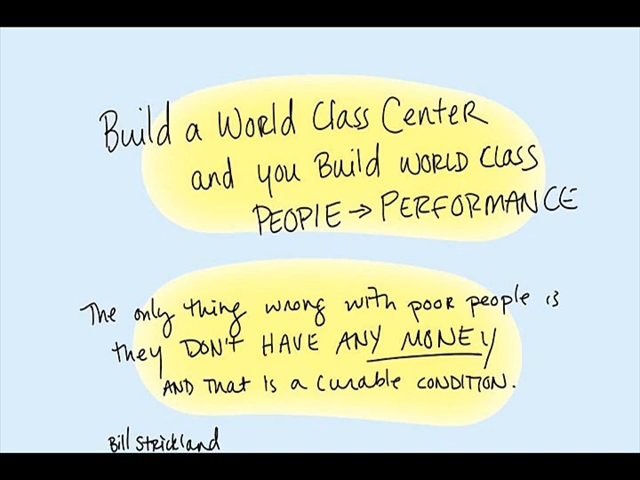 Build a World Class Center
and you Build WORLD CLASS
PEOPLE → PERFORMANCE
The only thing wrong with poor people is
they DON'T HAVE ANY MONEY
AND that is a curable CONDITION.
Bill Strickland